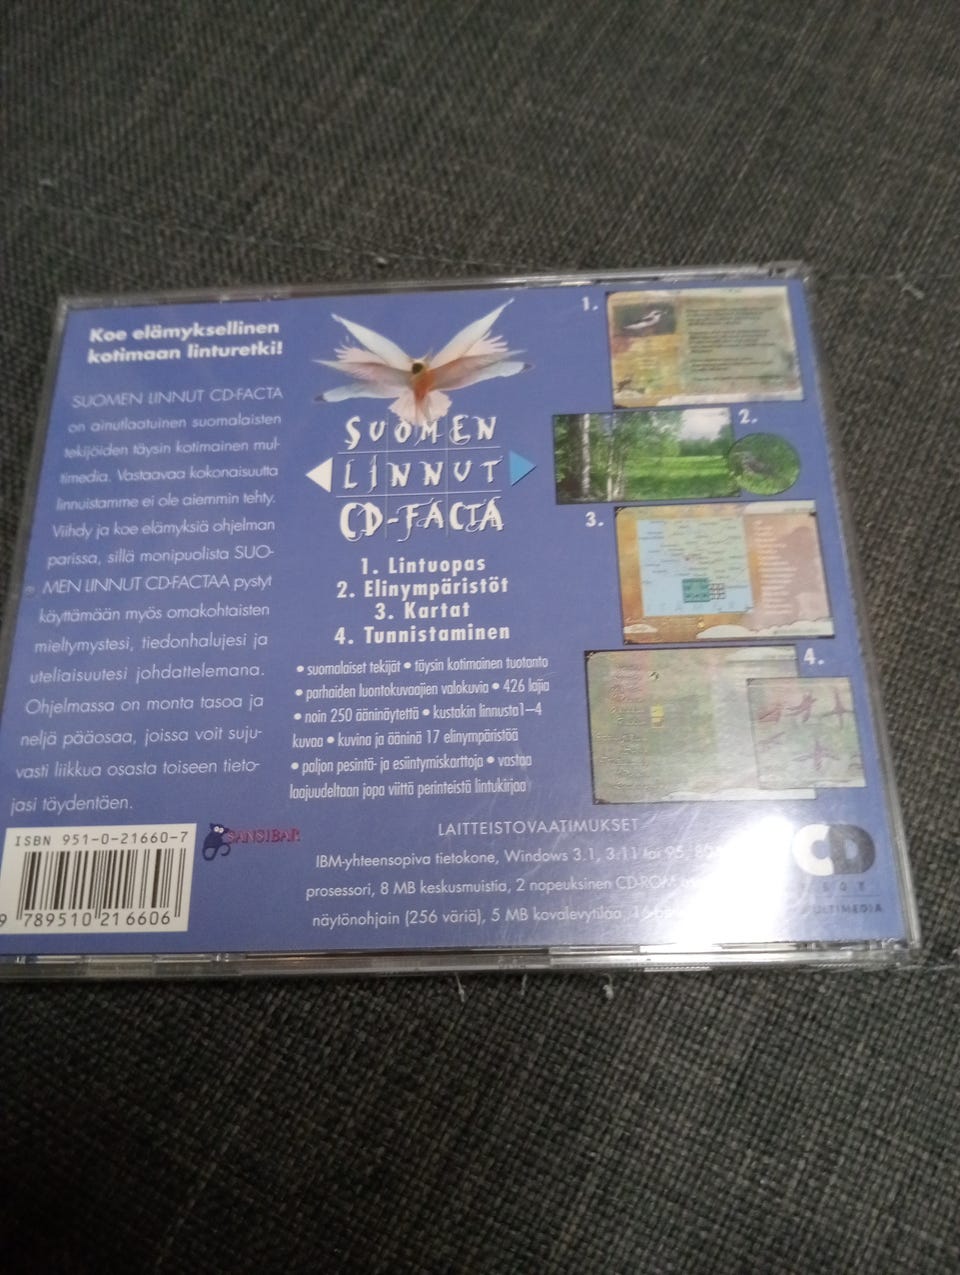 Koe elämyksellinen
kotimaan linturetki!
SUOMEN LINNUT CD-FACTA
on ainutlaatuinen suomalaisten
tekijöiden täysin kotimainen mul-
timedia. Vastaavaa kokonaisuutta
linnuistamme ei ole aiemmin tehty.
Viihdy ja koe elämyksiä ohjelman
parissa, sillä monipuolista SUO-
MEN LINNUT CD-FACTAA pystyt
käyttämään myös omakohtaisten
mieltymystesi, tiedonhalujesi ja
uteliaisuutesi johdattelemana.
Ohjelmassa on monta tasoa ja
neljä pääosaa, joissa voit suju-
vasti liikkua osasta toiseen tieto-
jasi täydentäen.
ISBN 951-0-21660-7
9 789510 216606
SANSIBAR
SUOMEN
LINNUT
CD-FACTA
1. Lintuopas
2. Elinympäristöt
3. Kartat
4. Tunnistaminen
• suomalaiset tekijät • täysin kotimainen tuotanto
• parhaiden luontokuvaajien valokuvia • 426 lajia
• noin 250 ääninäytettä • kustakin linnusta1–4
kuvaa • kuvina ja ääninä 17 elinympäristöä
• paljon pesintä- ja esiintymiskarttoja • vastaa
laajuudeltaan jopa viittä perinteistä lintukirjaa
1.
2.
3.
4.
LAITTEISTOVAATIMUKSET
IBM-yhteensopiva tietokone, Windows 3.1, 3.11 tai 95,
prosessori, 8 MB keskusmuistia, 2 nopeuksinen CD-ROM
näytönohjain (256 väriä), 5 MB kovalevytilaa,
CD
WSOY
MULTIMEDIA